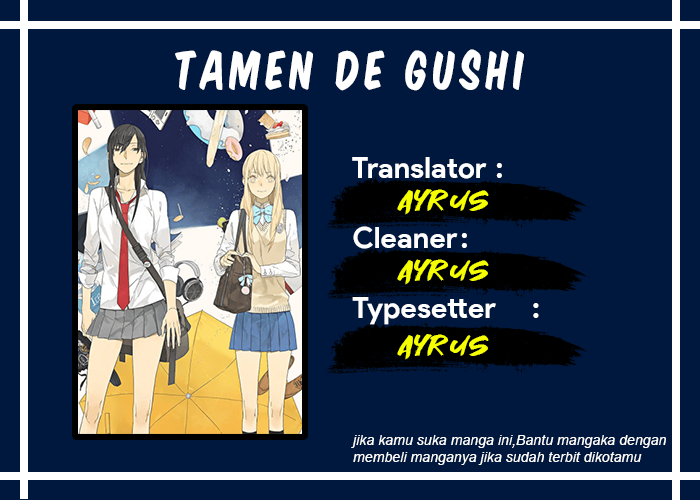 TAMEN DE GUSHI
Translator :
AYRUS
Cleaner:
AYRUS
Typesetter :
AYRUS
jika kamu suka manga ini,Bantu mangaka dengan
membeli manganya jika sudah terbit dikotamu